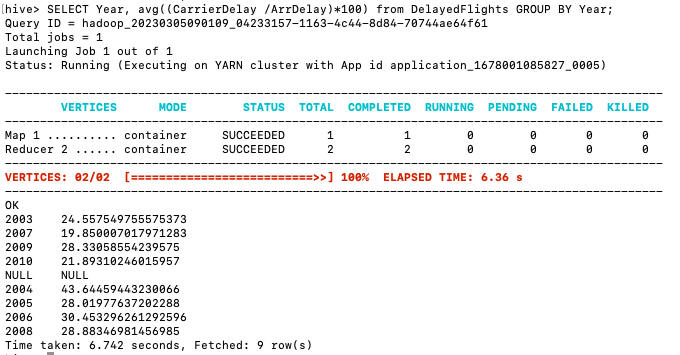 hive> SELECT Year, avg((CarrierDelay /ArrDelay)*100) from DelayedFlights GROUP BY Year;
Query ID = hadoop_20230305090109_04233157-1163-4c44-8d84-70744ae64f61
Total jobs = 1
Launching Job 1 out of 1
Status: Running (Executing on YARN cluster with App id application_1678001085827_0005)
VERTICES MODE STATUS TOTAL COMPLETED RUNNING PENDING FAILED KILLED
Map 1 .......... container SUCCEEDED 1 1 0 0 0 0
Reducer 2 ...... container SUCCEEDED 2 2 0 0 0 0
VERTICES: 02/02 [==========================>>] 100% ELAPSED TIME: 6.36 s
OK
2003 24.557549755575373
2007 19.850007017971283
2009 28.33058554239575
2010 21.89310246015957
NULL NULL
2004 43.64459443230066
2005 28.01977637202288
2006 30.453296261292596
2008 28.88346981456985
Time taken: 6.742 seconds, Fetched: 9 row(s)